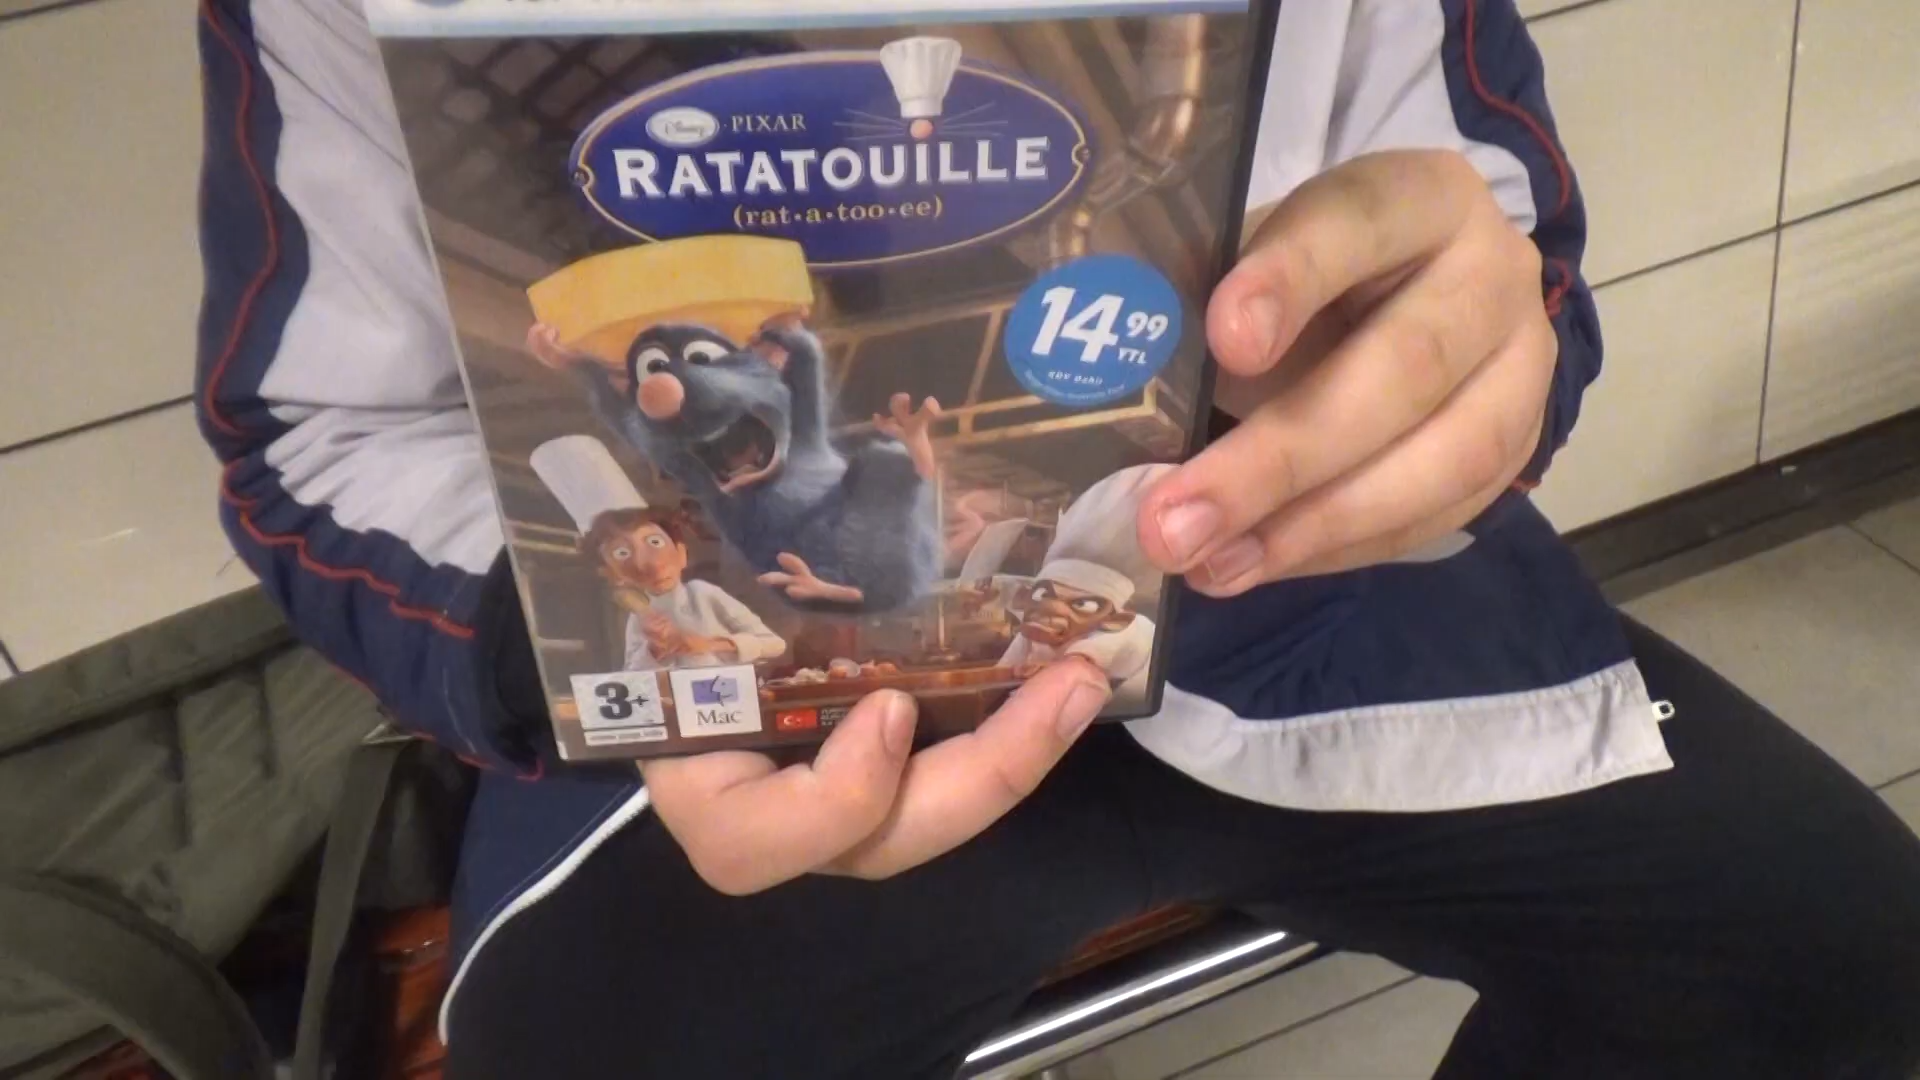 Disney · PIXAR
RATATOUILLE
(rat•a•too•ee)
14 99
YTL
3+
Mac